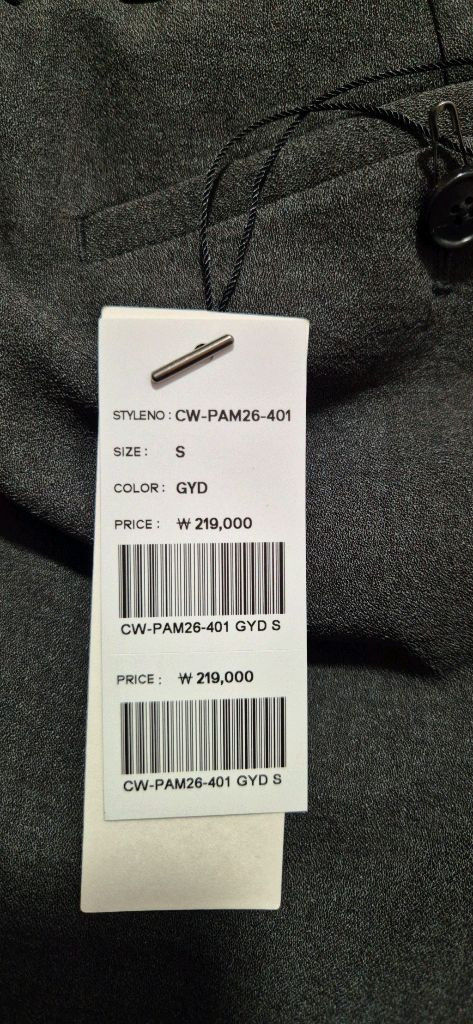 STYLENO : CW-PAM26-401
SIZE : S
COLOR : GYD
PRICE : ₩ 219,000
CW-PAM26-401 GYD S
PRICE : ₩ 219,000
CW-PAM26-401 GYD S